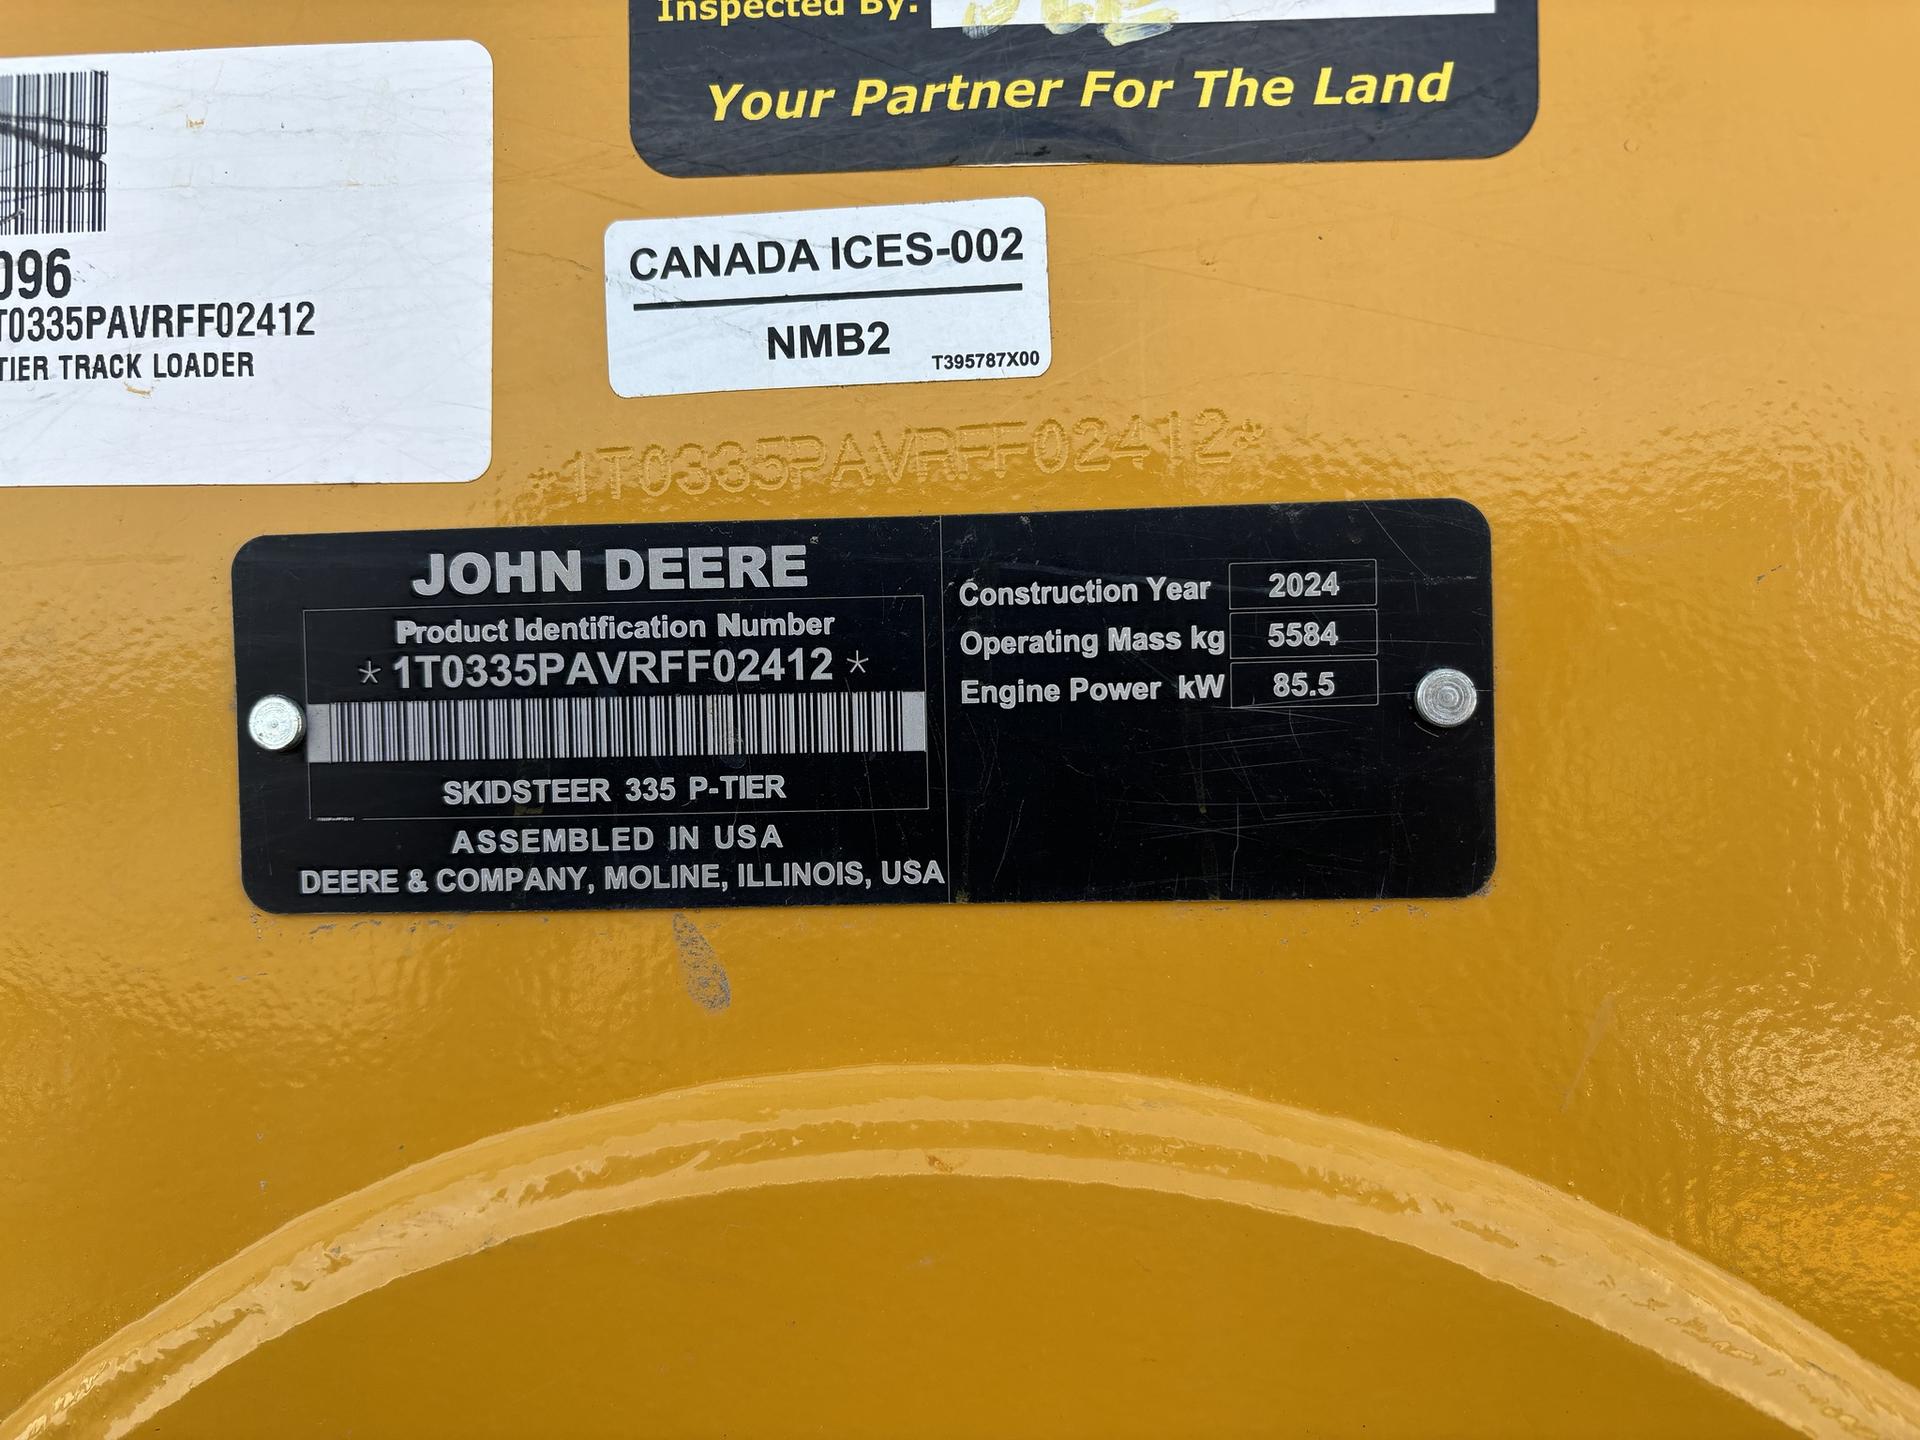 Inspected By:
Your Partner For The Land
096
T0335PAVRFF02412
TIER TRACK LOADER
CANADA ICES-002
NMB2
T395787X00
*1T0335PAVRFF02412*
JOHN DEERE
Product Identification Number
* 1T0335PAVRFF02412 *
SKIDSTEER 335 P-TIER
ASSEMBLED IN USA
DEERE & COMPANY, MOLINE, ILLINOIS, USA
Construction Year 2024
Operating Mass kg 5584
Engine Power kW 85.5